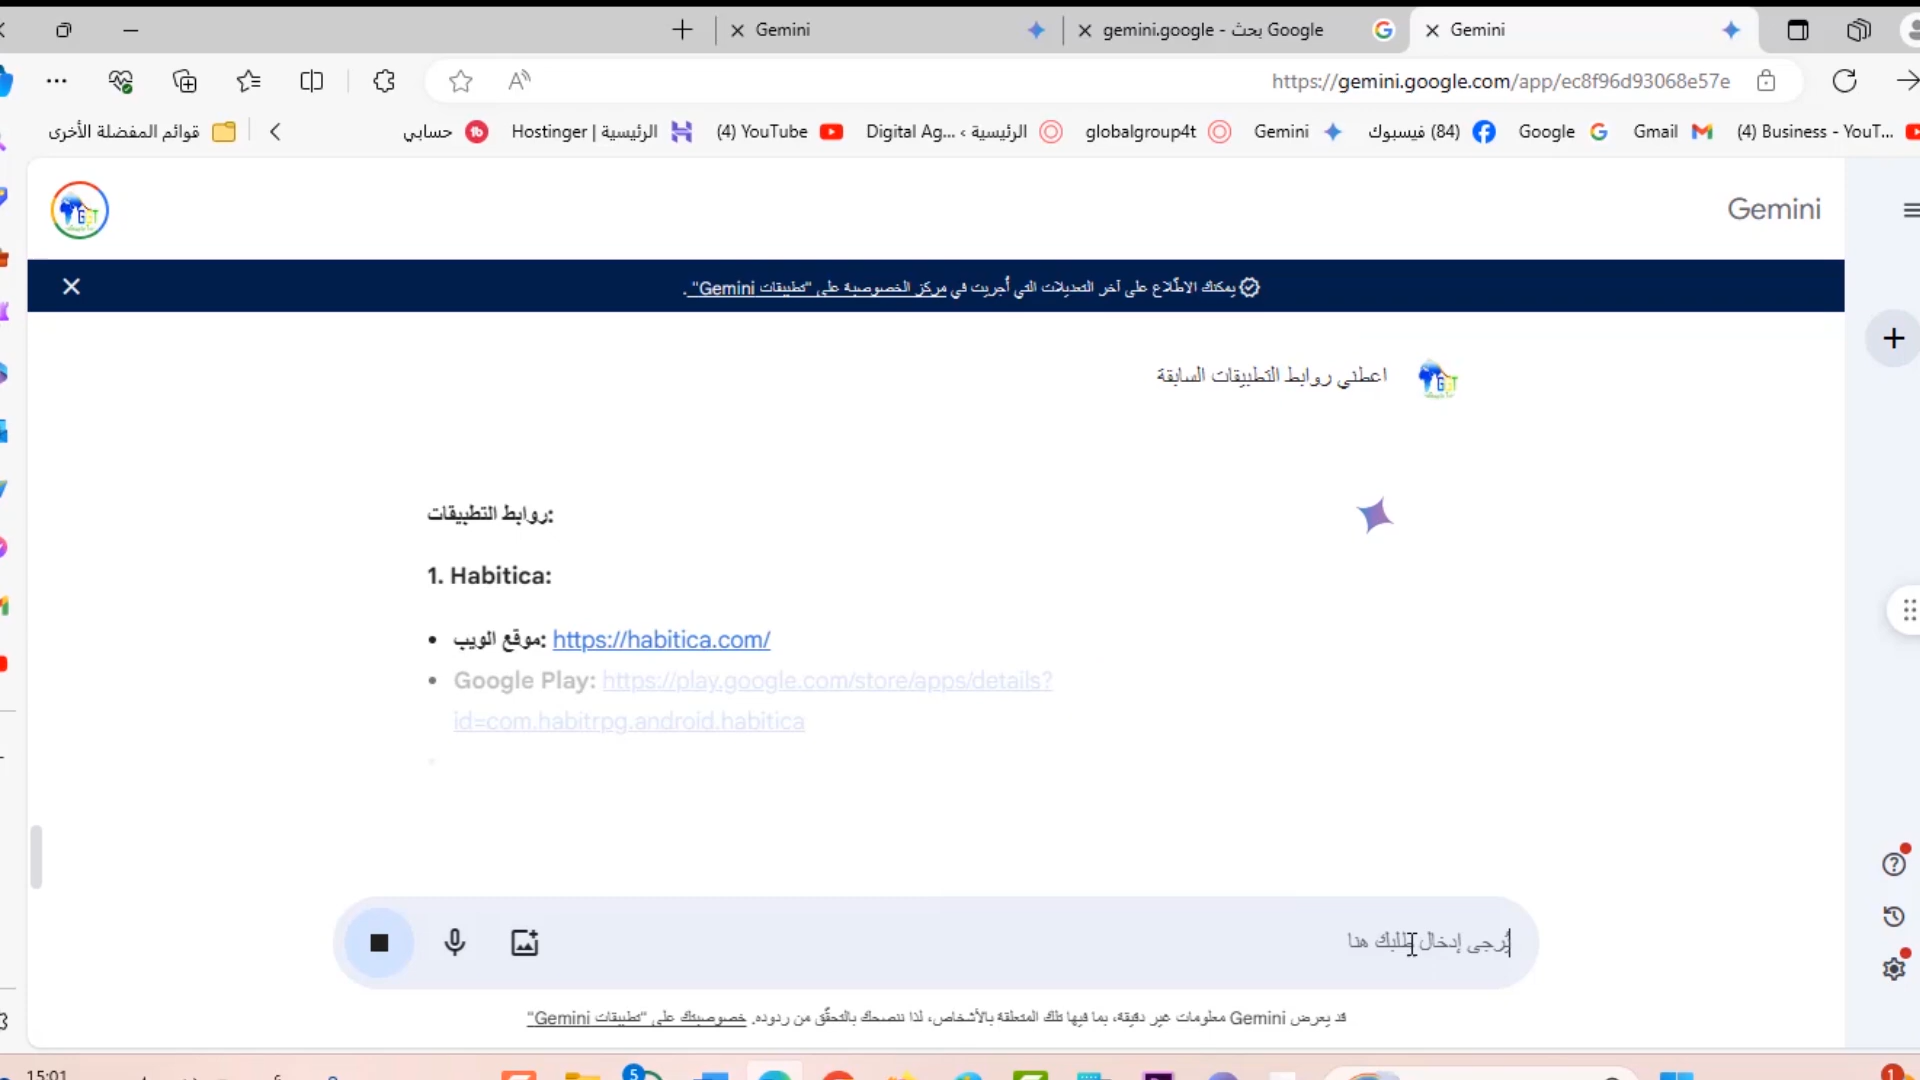 Gemini
gemini.google - بحث Google
Gemini
https://gemini.google.com/app/ec8f96d93068e57e
قوائم المفضلة الأخرى
حسابي
Hostinger | الرئيسية
(4) YouTube
Digital Ag... ‹ الرئيسية
globalgroup4t
Gemini
(84) فيسبوك
Google
Gmail
(4) Business - YouT...
Gemini
يمكنك الاطّلاع على آخر التعديلات التي أُجريت في مركز الخصوصية على "تطبيقات Gemini".
اعطني روابط التطبيقات السابقة
روابط التطبيقات:
1. Habitica:
• موقع الويب: https://habitica.com/
• Google Play: https://play.google.com/store/apps/details?
id=com.habitrpg.android.habitica
يُرجى إدخال طلبك هنا
قد يعرض Gemini معلومات غير دقيقة، بما فيها تلك المتعلقة بالأشخاص، لذا ننصحك بالتحقّق من ردوده. خصوصيتك على "تطبيقات Gemini"
15:01
5
1